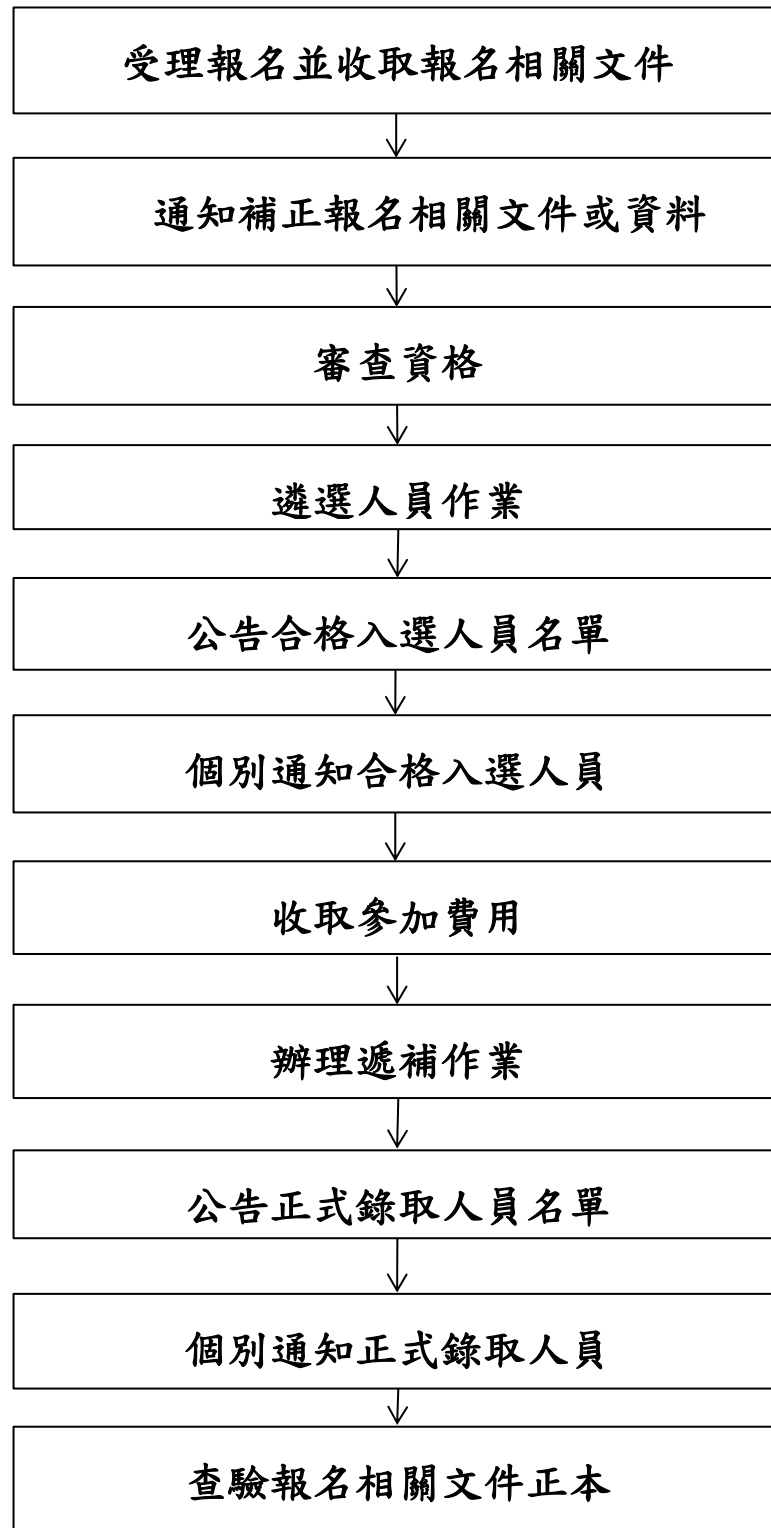 受理報名並收取報名相關文件
通知補正報名相關文件或資料
審查資格
遴選人員作業
公告合格入選人員名單
個別通知合格入選人員
收取參加費用
辦理遞補作業
公告正式錄取人員名單
個別通知正式錄取人員
查驗報名相關文件正本